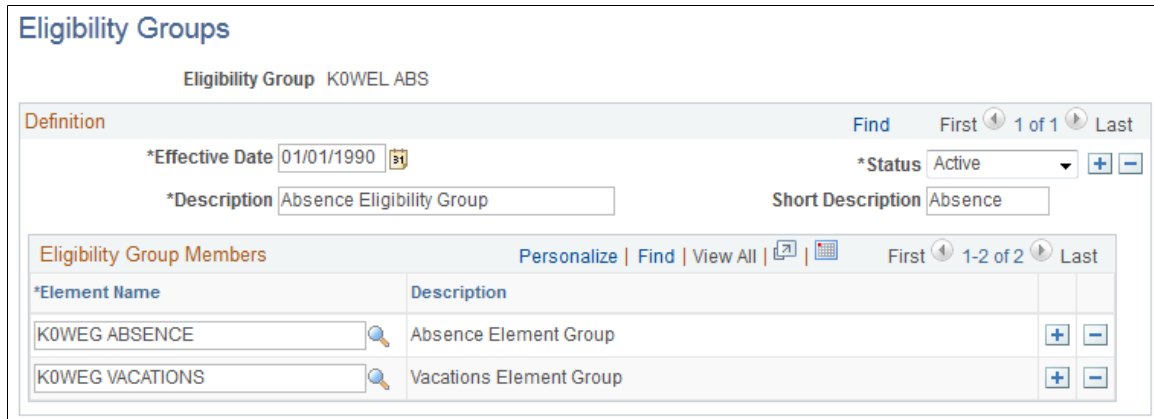 Eligibility Groups
Eligibility Group K0WEL ABS
Definition Find First 1 of 1 Last
*Effective Date 01/01/1990 31 *Status Active
*Description Absence Eligibility Group Short Description Absence
Eligibility Group Members Personalize | Find | View All | | First 1-2 of 2 Last
*Element Name Description
K0WEG ABSENCE Absence Element Group
K0WEG VACATIONS Vacations Element Group